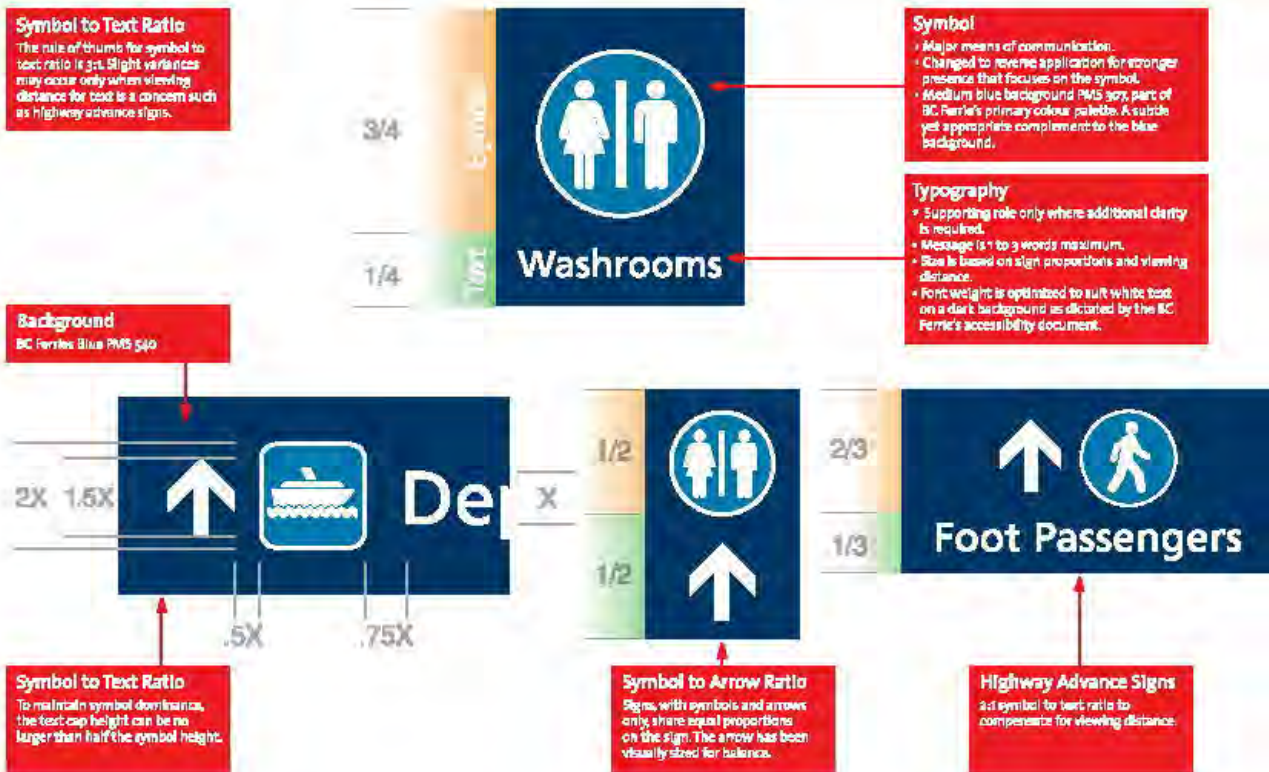 Symbol to Text Ratio
The rule of thumb for symbol to
text ratio is 3:1. Slight variances
may occur only when viewing
distance for text is a concern such
as highway advance signs.
3/4
1/4
Text
Washrooms
Symbol
• Major means of communication.
• Changed to reverse application for stronger
presence that focuses on the symbol.
• Medium blue background PMS 307, part of
BC Ferrie's primary colour palette. A subtle
yet appropriate complement to the blue
background.
Typography
• Supporting role only where additional clarity
is required.
• Message is 1 to 3 words maximum.
• Size is based on sign proportions and viewing
distance.
• Font weight is optimized to suit white text
on a dark background as dictated by the BC
Ferrie's accessibility document.
Background
BC Ferries Blue PMS 540
2X 1.5X
Dep
X
.5X
.75X
1/2
1/2
2/3
1/3
Foot Passengers
Symbol to Text Ratio
To maintain symbol dominance,
the text cap height can be no
larger than half the symbol height.
Symbol to Arrow Ratio
Signs, with symbols and arrows
only, share equal proportions
on the sign. The arrow has been
visually sized for balance.
Highway Advance Signs
2:1 symbol to text ratio to
compensate for viewing distance.